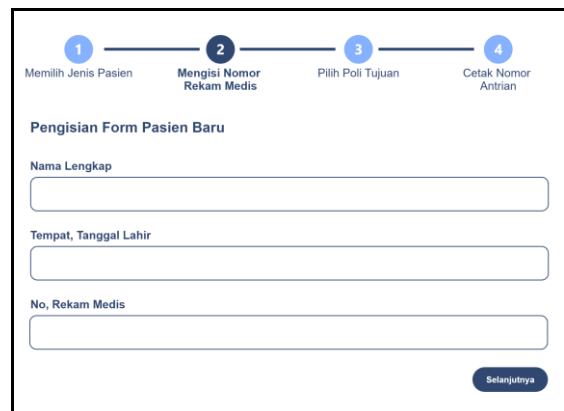 1
2
3
4
Memilih Jenis Pasien
Mengisi Nomor
Rekam Medis
Pilih Poli Tujuan
Cetak Nomor
Antrian
Pengisian Form Pasien Baru
Nama Lengkap
Tempat, Tanggal Lahir
No, Rekam Medis
Selanjutnya